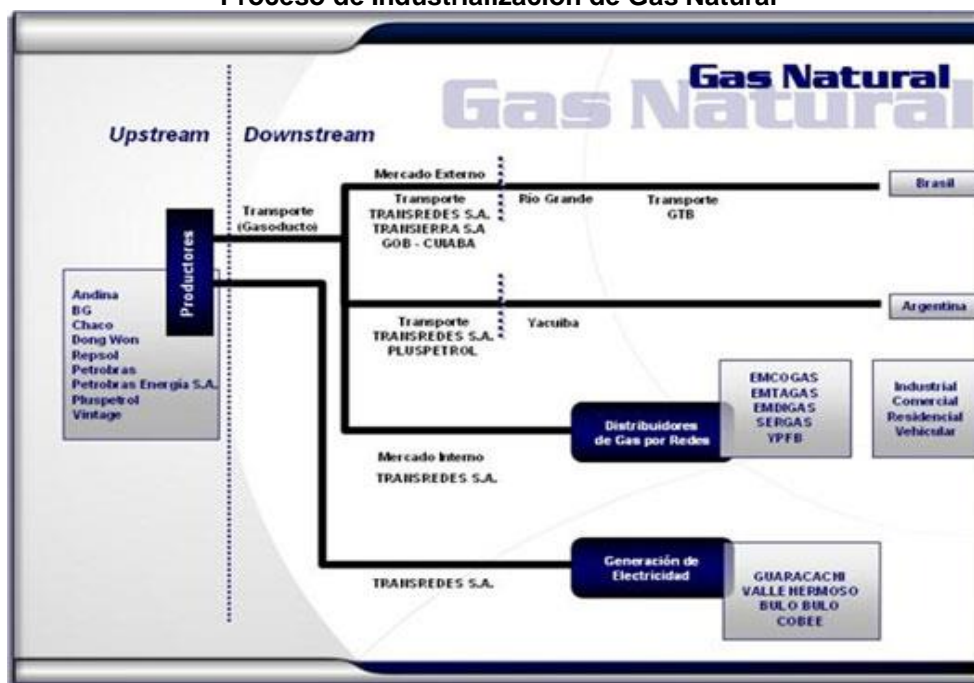 Proceso de Industrialización de Gas Natural
Gas Natural
Gas Natural
Upstream
Downstream
Mercado Externo
Brasil
Transporte
(Gasoducto)
Transporte
TRANSREDES S.A.
TRANSIERRA S.A
GOB - CUIABA
Río Grande
Transporte
GTB
Productores
Andina
BG
Chaco
Dong Won
Repsol
Petrobras
Petrobras Energía S.A.
Pluspetrol
Vintage
Argentina
Transporte
TRANSREDES S.A.
PLUSPETROL
Yacuiba
Distribuidores
de Gas por Redes
EMCOGAS
EMTAGAS
EMDIGAS
SERGAS
YPFB
Industrial
Comercial
Residencial
Vehicular
Mercado Interno
TRANSREDES S.A.
Generación de
Electricidad
TRANSREDES S.A.
GUARACACHI
VALLE HERMOSO
BULO BULO
COBEE